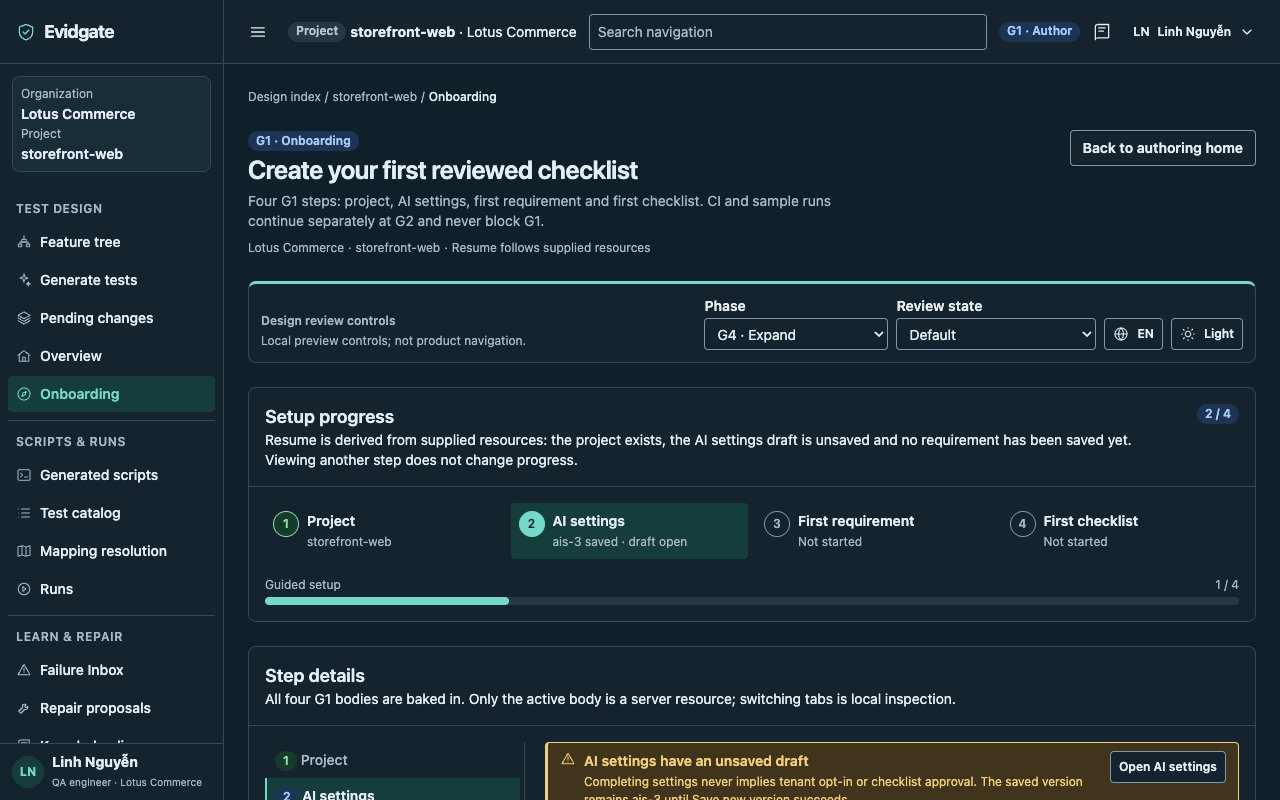 Evidgate
Project storefront-web · Lotus Commerce
Search navigation
G1 · Author
LN Linh Nguyễn
Organization
Lotus Commerce
Project
storefront-web
TEST DESIGN
Feature tree
Generate tests
Pending changes
Overview
Onboarding
SCRIPTS & RUNS
Generated scripts
Test catalog
Mapping resolution
Runs
LEARN & REPAIR
Failure Inbox
Repair proposals
LN
Linh Nguyễn
QA engineer · Lotus Commerce
Design index / storefront-web / Onboarding
G1 · Onboarding
Create your first reviewed checklist
Four G1 steps: project, AI settings, first requirement and first checklist. CI and sample runs
continue separately at G2 and never block G1.
Lotus Commerce · storefront-web · Resume follows supplied resources
Back to authoring home
Design review controls
Local preview controls; not product navigation.
Phase
G4 · Expand
Review state
Default
EN
Light
Setup progress
2 / 4
Resume is derived from supplied resources: the project exists, the AI settings draft is unsaved and no requirement has been saved yet.
Viewing another step does not change progress.
1 Project
storefront-web
2 AI settings
ais-3 saved · draft open
3 First requirement
Not started
4 First checklist
Not started
Guided setup
1 / 4
Step details
All four G1 bodies are baked in. Only the active body is a server resource; switching tabs is local inspection.
1 Project
2 AI settings
AI settings have an unsaved draft
Completing settings never implies tenant opt-in or checklist approval. The saved version
remains ais-3 until Save new version succeeds.
Open AI settings